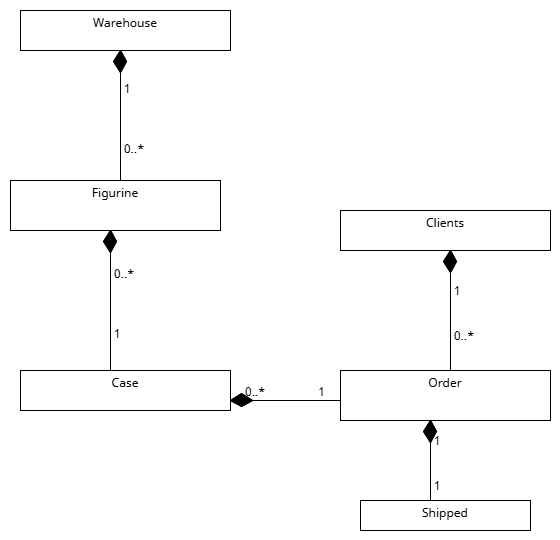 Warehouse
1
0..*
Figurine
0..*
1
Clients
1
0..*
Case
0..*
1
Order
1
1
Shipped